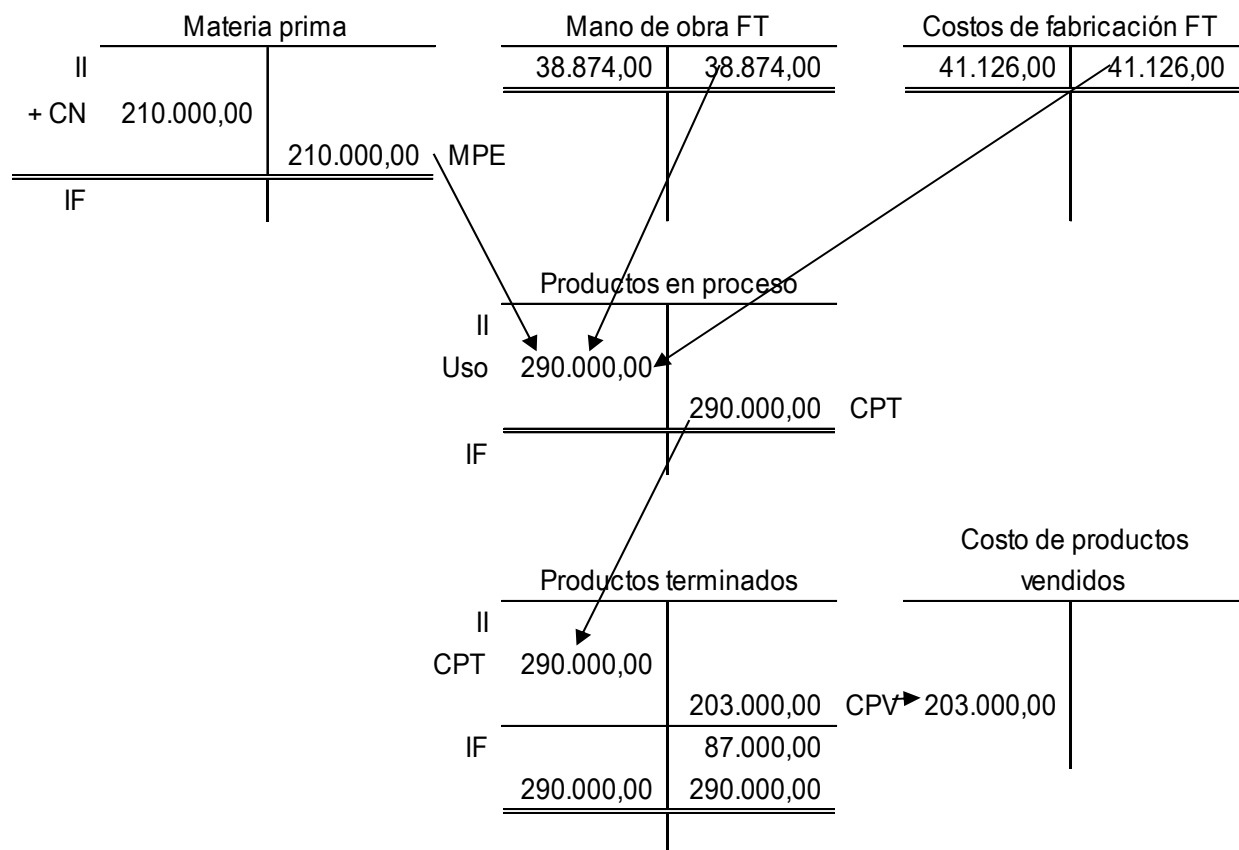 Materia prima
Mano de obra FT
Costos de fabricación FT
II
38.874,00 38.874,00
41.126,00 41.126,00
+ CN 210.000,00
210.000,00 MPE
IF
Productos en proceso
II
Uso 290.000,00
290.000,00 CPT
IF
Costo de productos
vendidos
Productos terminados
II
CPT 290.000,00
203.000,00 CPV 203.000,00
IF 87.000,00
290.000,00 290.000,00